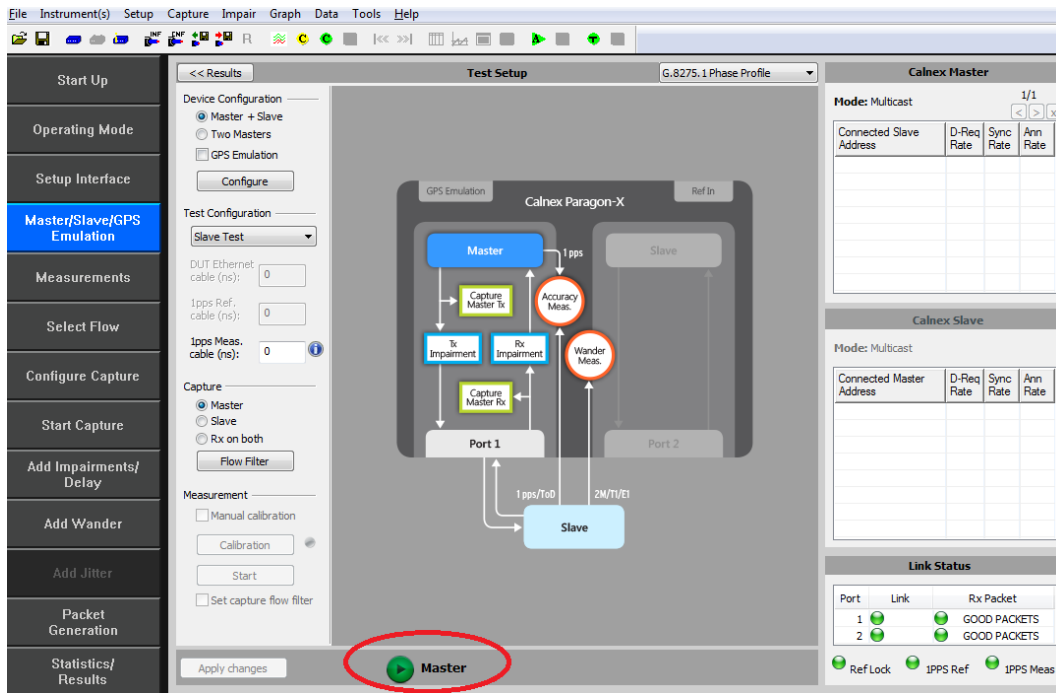 File Instrument(s) Setup Capture Impair Graph Data Tools Help
INF INF R C C |<< >>|
Start Up
Operating Mode
Setup Interface
Master/Slave/GPS
Emulation
Measurements
Select Flow
Configure Capture
Start Capture
Add Impairments/
Delay
Add Wander
Add Jitter
Packet
Generation
Statistics/
Results
<< Results
Test Setup
G.8275.1 Phase Profile
Device Configuration
Master + Slave
Two Masters
GPS Emulation
Configure
Test Configuration
Slave Test
DUT Ethernet
cable (ns): 0
1pps Ref.
cable (ns): 0
1pps Meas.
cable (ns): 0
Capture
Master
Slave
Rx on both
Flow Filter
Measurement
Manual calibration
Calibration
Start
Set capture flow filter
Apply changes
GPS Emulation
Ref In
Calnex Paragon-X
Master
1 pps
Slave
Capture
Master Tx
Accuracy
Meas.
Tx
Impairment
Rx
Impairment
Wander
Meas.
Capture
Master Rx
Port 1
Port 2
1 pps/ToD
2M/T1/E1
Slave
Master
Calnex Master
Mode: Multicast
1/1
< > x
Connected Slave
Address
D-Req
Rate
Sync
Rate
Ann
Rate
Calnex Slave
Mode: Multicast
Connected Master
Address
D-Req
Rate
Sync
Rate
Ann
Rate
Link Status
Port Link Rx Packet
1 GOOD PACKETS
2 GOOD PACKETS
Ref Lock 1PPS Ref 1PPS Meas